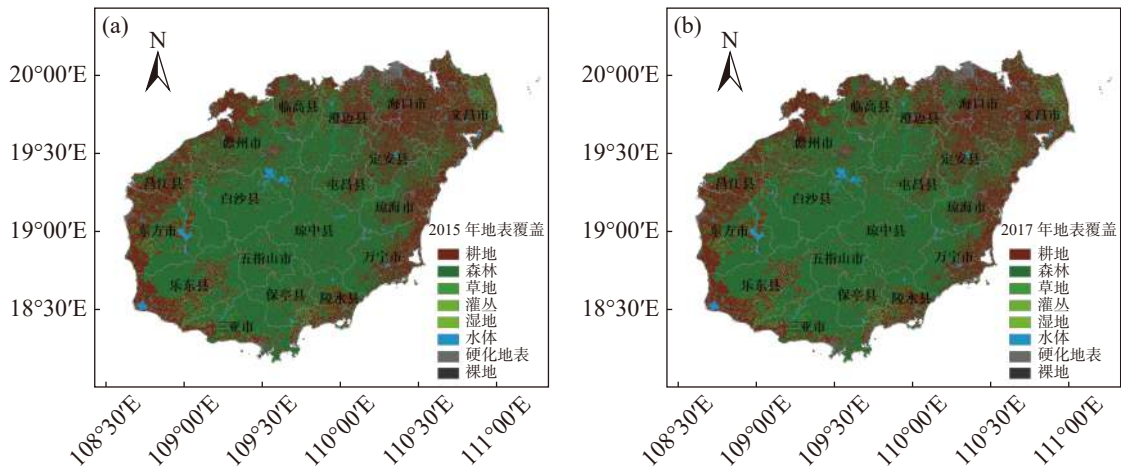 (a)
N
20°00′E
19°30′E
19°00′E
18°30′E
临高县
澄迈县
海口市
文昌市
儋州市
定安县
昌江县
白沙县
屯昌县
琼海市
东方市
琼中县
五指山市
万宁市
乐东县
保亭县
陵水县
三亚市
2015 年地表覆盖
耕地
森林
草地
灌丛
湿地
水体
硬化地表
裸地
108°30′E
109°00′E
109°30′E
110°00′E
110°30′E
111°00′E
(b)
N
20°00′E
19°30′E
19°00′E
18°30′E
临高县
澄迈县
海口市
文昌市
儋州市
定安县
昌江县
白沙县
屯昌县
琼海市
东方市
琼中县
五指山市
万宁市
乐东县
保亭县
陵水县
三亚市
2017 年地表覆盖
耕地
森林
草地
灌丛
湿地
水体
硬化地表
裸地
108°30′E
109°00′E
109°30′E
110°00′E
110°30′E
111°00′E